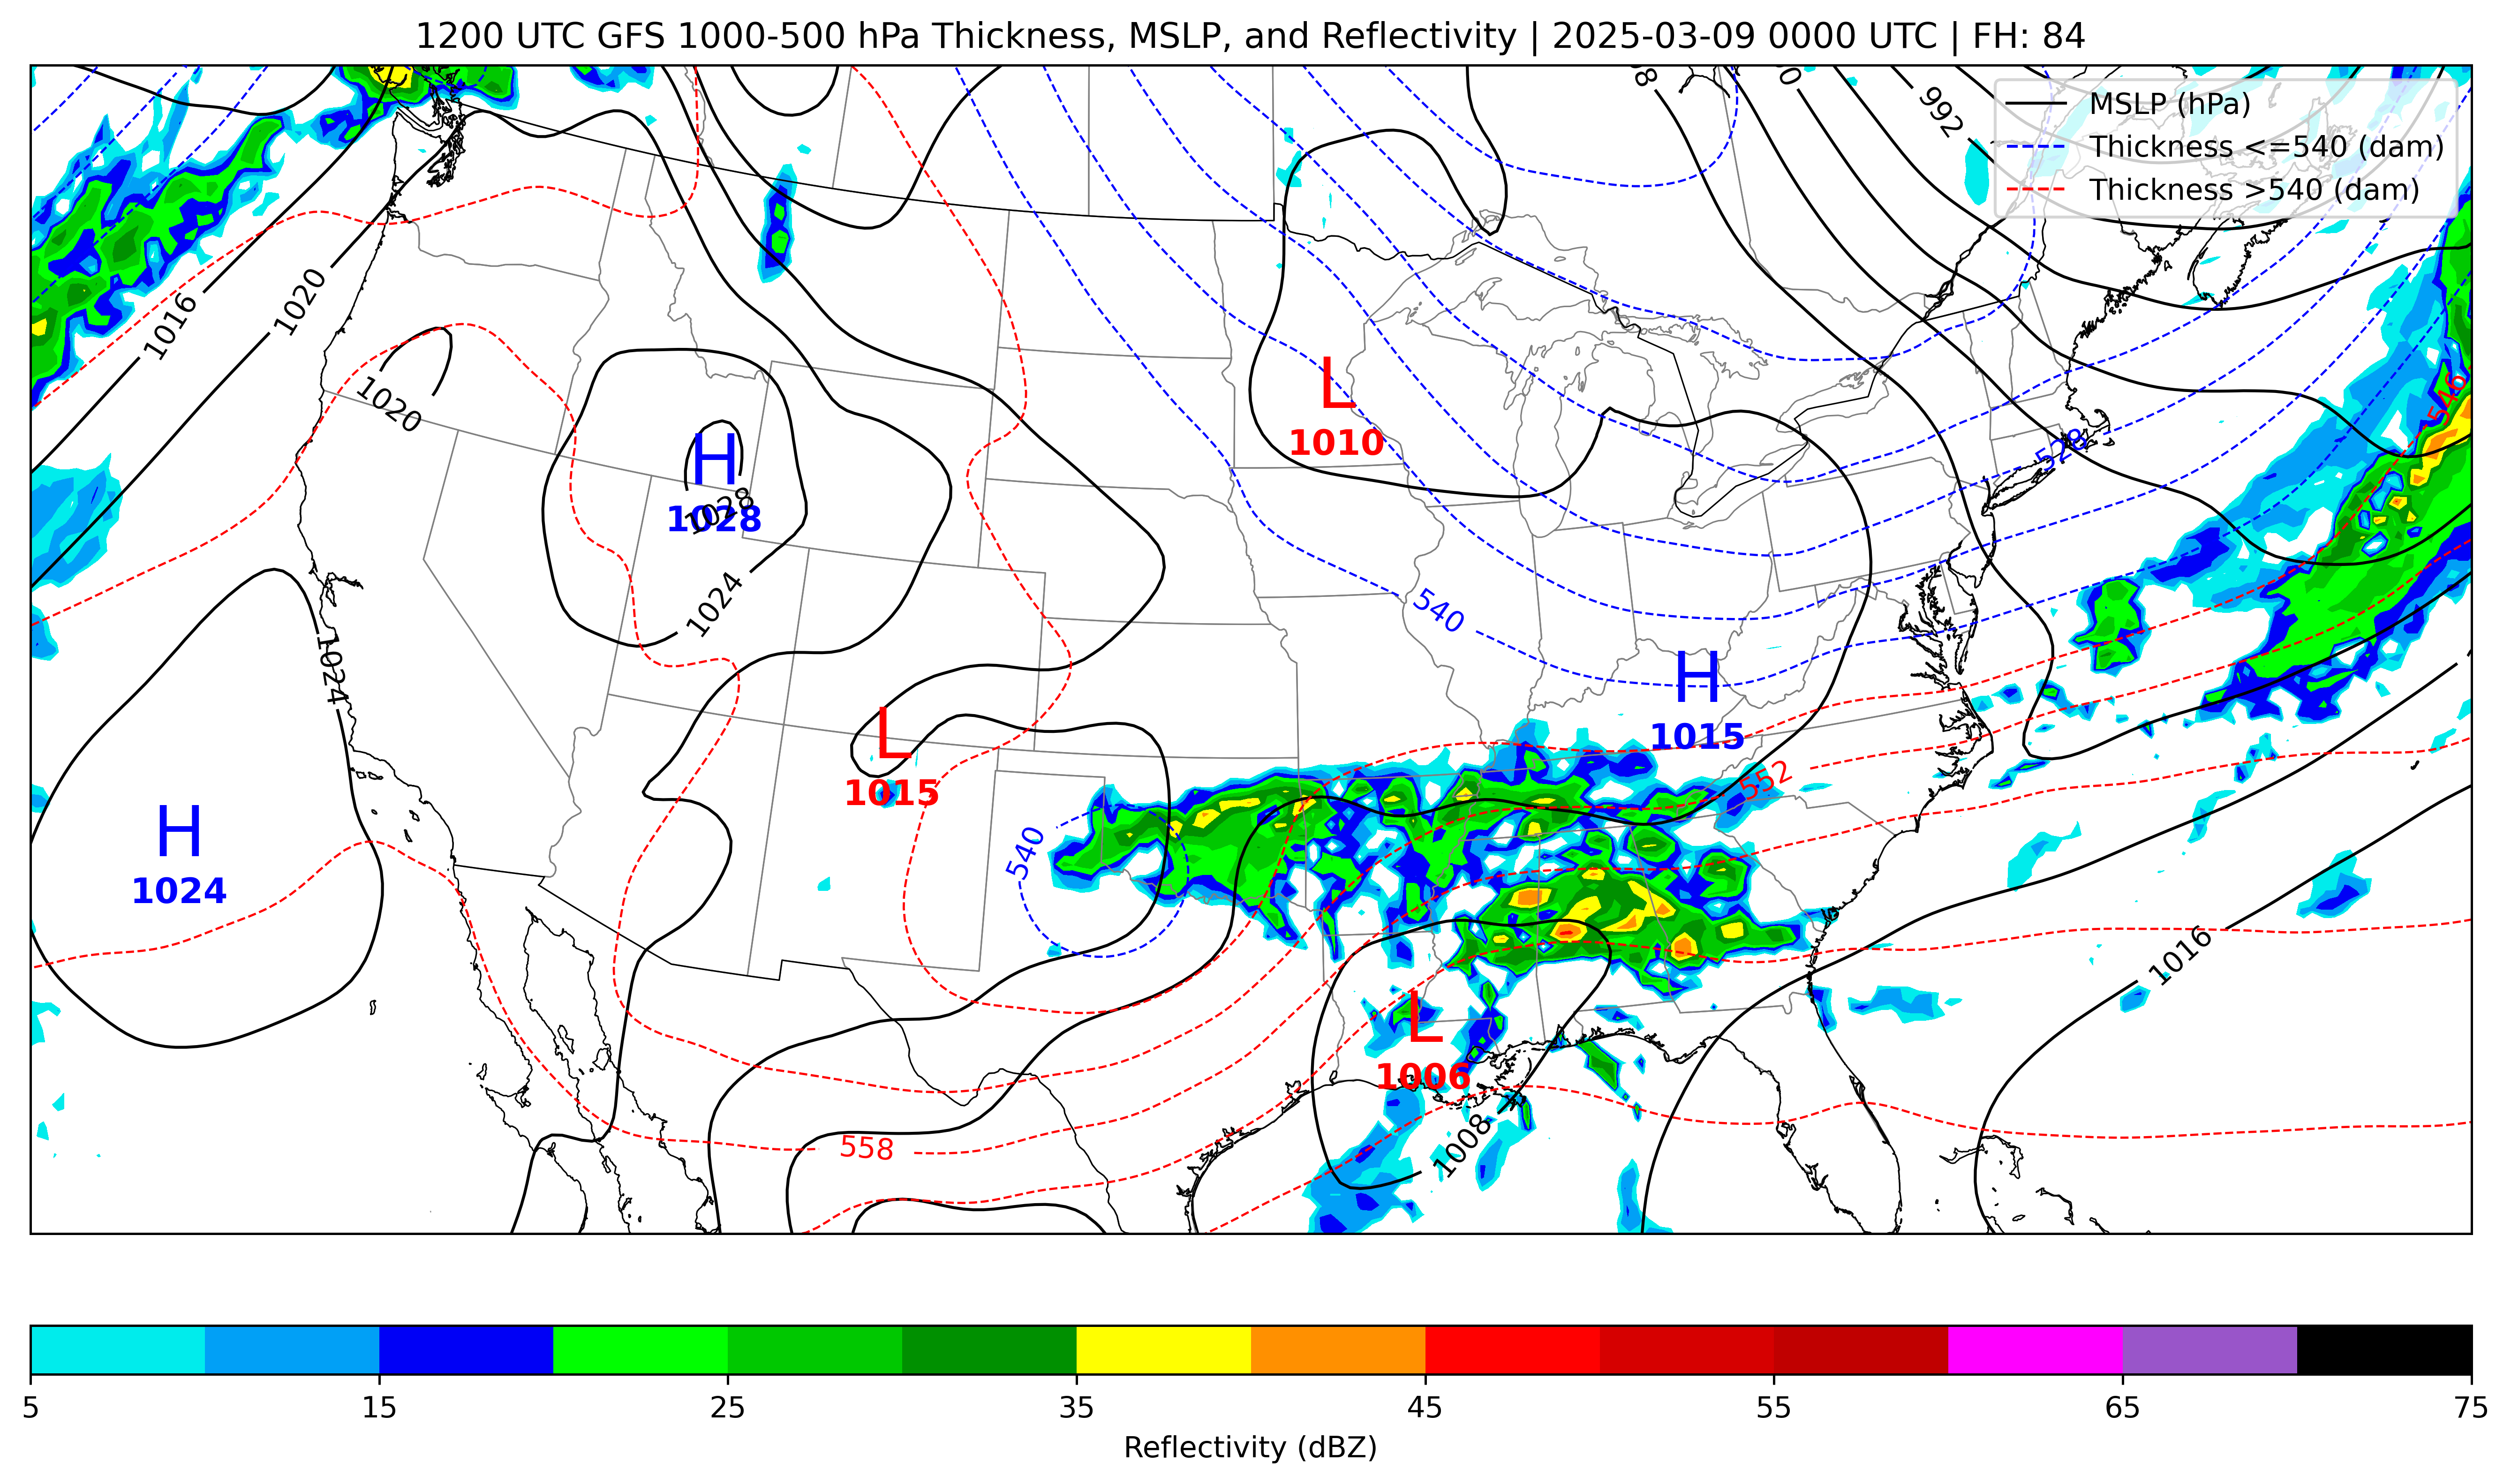 1200 UTC GFS 1000-500 hPa Thickness, MSLP, and Reflectivity | 2025-03-09 0000 UTC | FH: 84
MSLP (hPa)
Thickness <=540 (dam)
Thickness >540 (dam)
992
1016
1020
1020
546
528
L
1010
H
1028
1028
1024
540
1024
H
1015
L
1015
552
H
1024
540
1016
L
1006
1008
558
5
15
25
35
45
55
65
75
Reflectivity (dBZ)